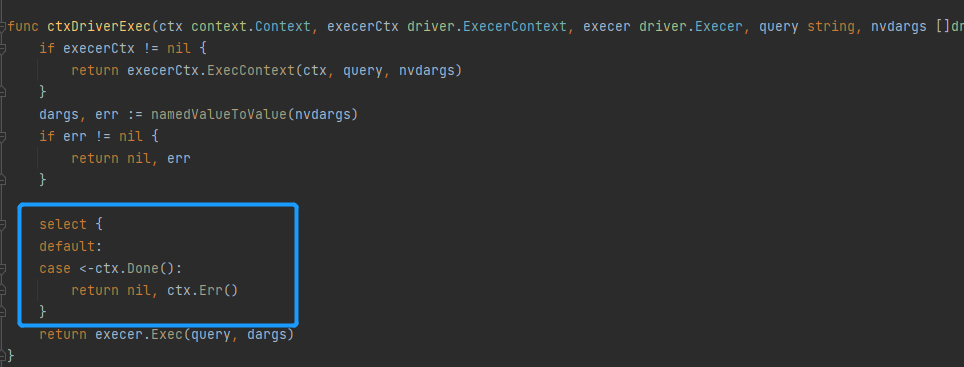 func ctxDriverExec(ctx context.Context, execerCtx driver.ExecerContext, execer driver.Execer, query string, nvdargs []dr
    if execerCtx != nil {
        return execerCtx.ExecContext(ctx, query, nvdargs)
    }
    dargs, err := namedValueToValue(nvdargs)
    if err != nil {
        return nil, err
    }
    select {
    default:
    case <-ctx.Done():
        return nil, ctx.Err()
    }
    return execer.Exec(query, dargs)
}